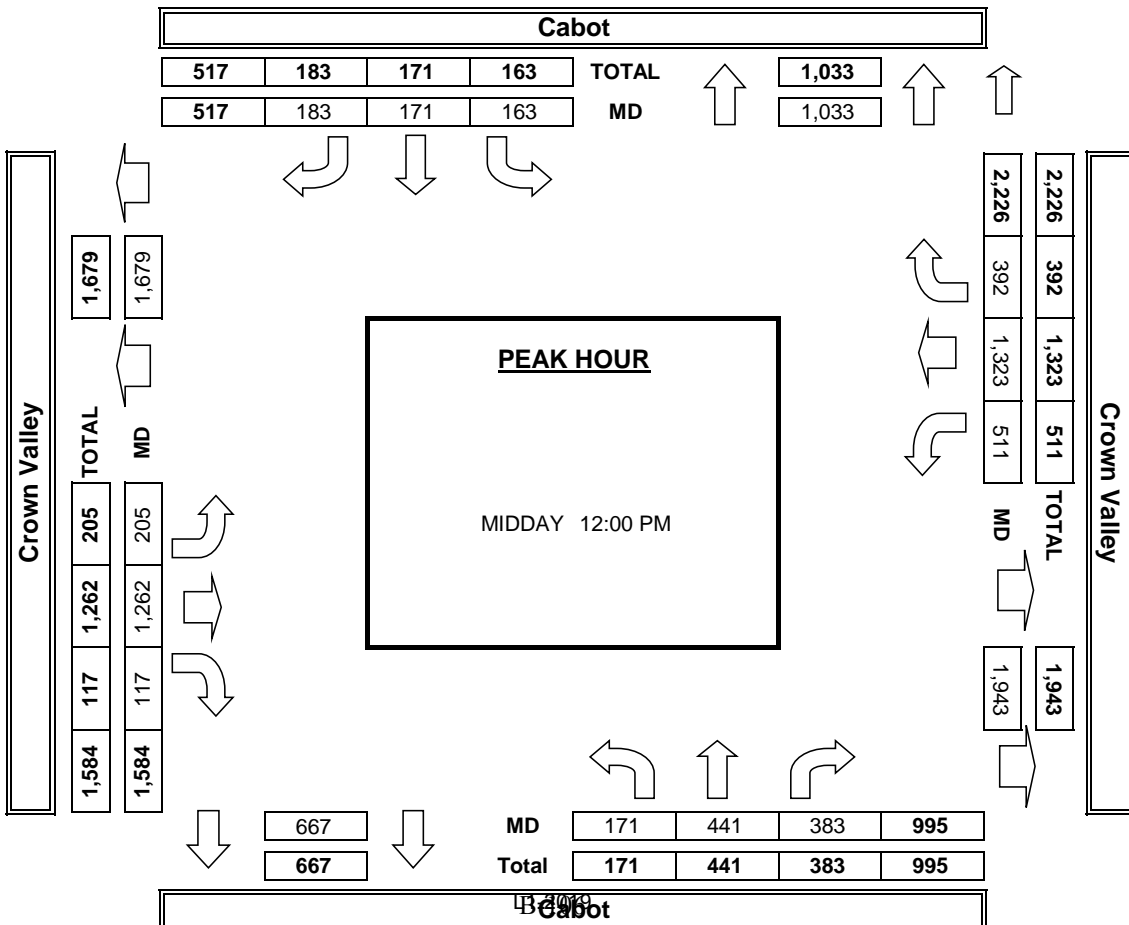 Cabot
517 183 171 163 TOTAL 1,033
517 183 171 163 MD 1,033
Crown Valley
1,679 1,679
TOTAL MD
205 205
1,262 1,262
117 117
1,584 1,584
PEAK HOUR
MIDDAY 12:00 PM
2,226 2,226
392 392
1,323 1,323
511 511
MD TOTAL
1,943 1,943
Crown Valley
667 MD 171 441 383 995
667 Total 171 441 383 995
Cabot